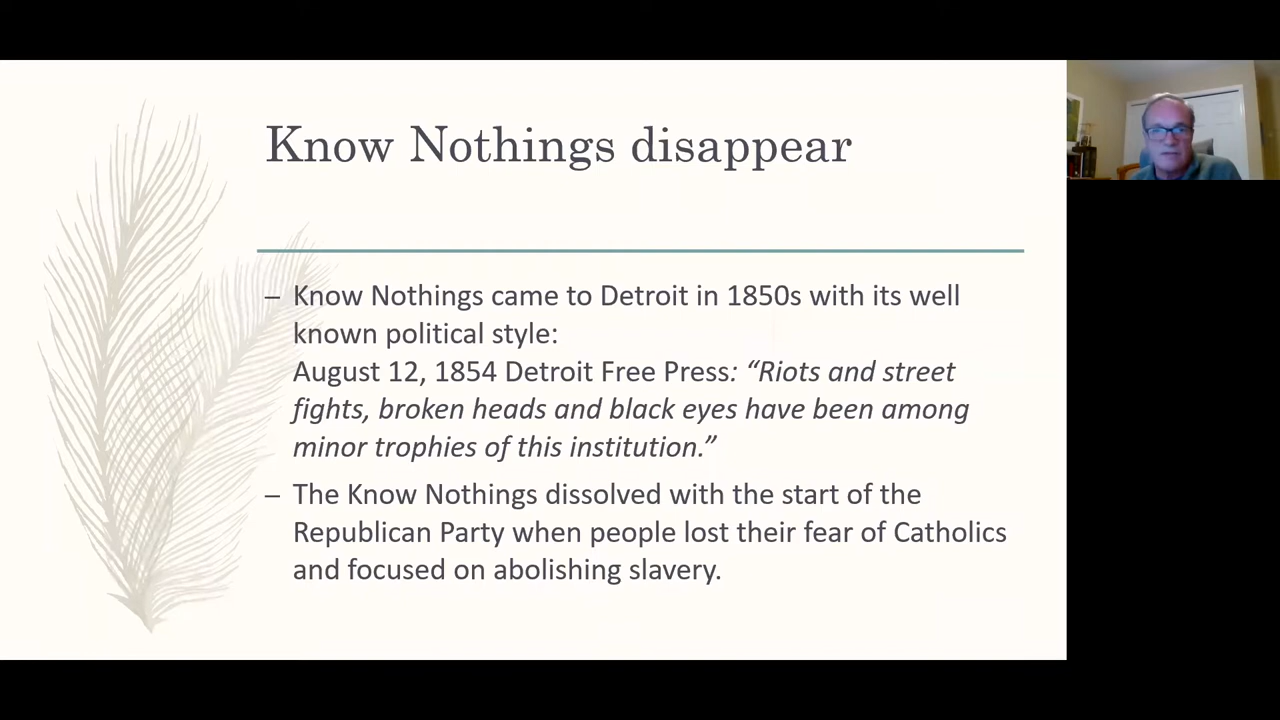 Know Nothings disappear
– Know Nothings came to Detroit in 1850s with its well
known political style:
August 12, 1854 Detroit Free Press: “Riots and street
fights, broken heads and black eyes have been among
minor trophies of this institution.”
– The Know Nothings dissolved with the start of the
Republican Party when people lost their fear of Catholics
and focused on abolishing slavery.